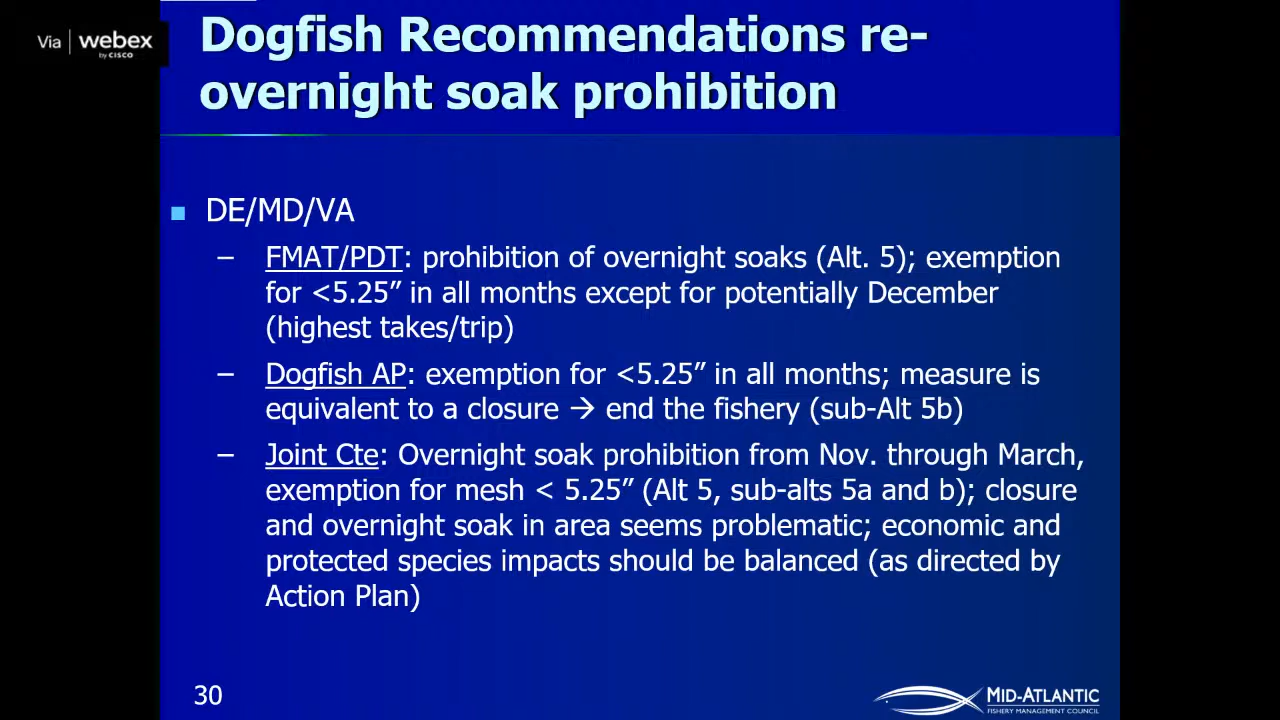 Via | webex
by CISCO
Dogfish Recommendations re-
overnight soak prohibition
■ DE/MD/VA
– FMAT/PDT: prohibition of overnight soaks (Alt. 5); exemption
for <5.25” in all months except for potentially December
(highest takes/trip)
– Dogfish AP: exemption for <5.25” in all months; measure is
equivalent to a closure → end the fishery (sub-Alt 5b)
– Joint Cte: Overnight soak prohibition from Nov. through March,
exemption for mesh < 5.25” (Alt 5, sub-alts 5a and b); closure
and overnight soak in area seems problematic; economic and
protected species impacts should be balanced (as directed by
Action Plan)
30
MID-ATLANTIC
FISHERY MANAGEMENT COUNCIL